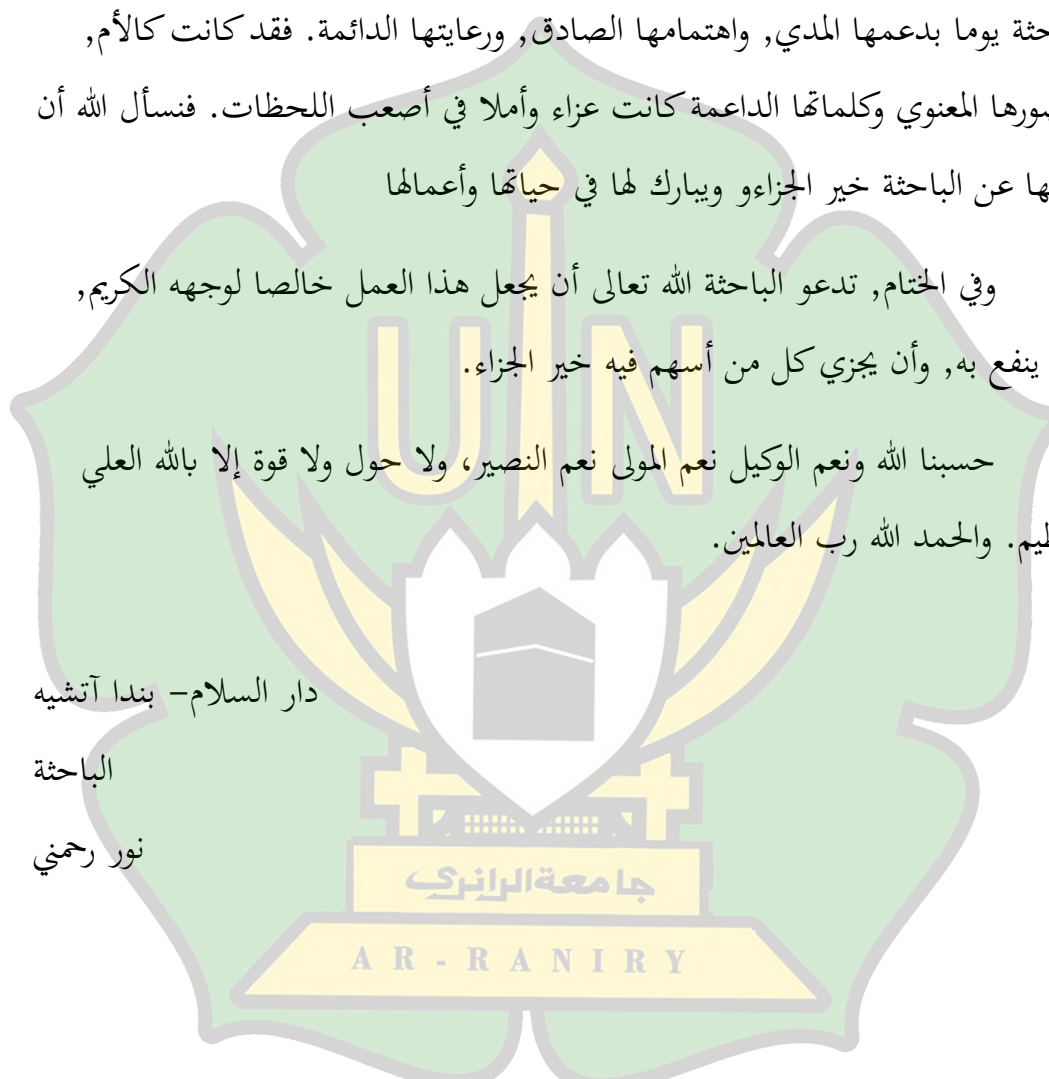 يوما بدعمها المدي, واهتمامها الصادق, ورعايتها الدائمة. فقد كانت كالأم,
المعنوي وكلماتها الداعمة كانت عزاء وأملا في أصعب اللحظات. فنسأل الله أن
عن الباحثة خير الجزاءو ويبارك لها في حياتها وأعمالها
وفي الختام, تدعو الباحثة الله تعالى أن يجعل هذا العمل خالصا لوجهه الكريم,
ينفع به, وأن يجزي كل من أسهم فيه خير الجزاء.
حسبنا الله ونعم الوكيل نعم المولى نعم النصير، ولا حول ولا قوة إلا بالله العلي
والحمد الله رب العالمين.
دار السلام– بندا آتشيه
الباحثة
نور رحمني
UIN
جامعة الرانري
AR-RANIRY